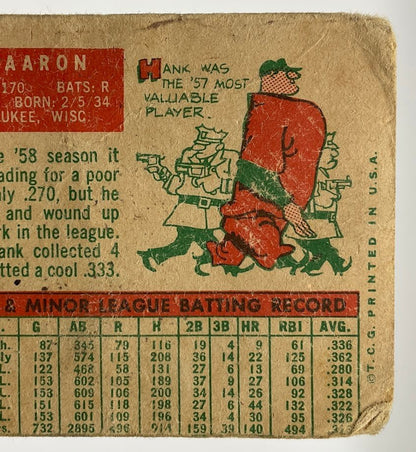 AARON
170 BATS: R
BORN: 2/5/34
UKEE, WISC.
HANK WAS
THE '57 MOST
VALUABLE
PLAYER.
e '58 season it
ading for a poor
ly .270, but he
and wound up
rk in the league.
ank collected 4
tted a cool .333.
& MINOR LEAGUE BATTING RECORD
G AB R H 2B 3B HR RBI AVG.
h. 87 345 79 116 19 4 9 61 .336
ly 137 574 115 208 36 14 22 125 .362
L. 122 468 58 131 27 6 13 69 .280
L. 153 602 105 189 37 9 27 106 .314
L. 153 609 106 200 34 14 26 92
L. 151 615 118 198 27 6 44 132
L. 153 601 109 196 34 4 30 95 .326
rs. 732 2895 496 159 39 140 494
©T.C.G. PRINTED IN U.S.A.